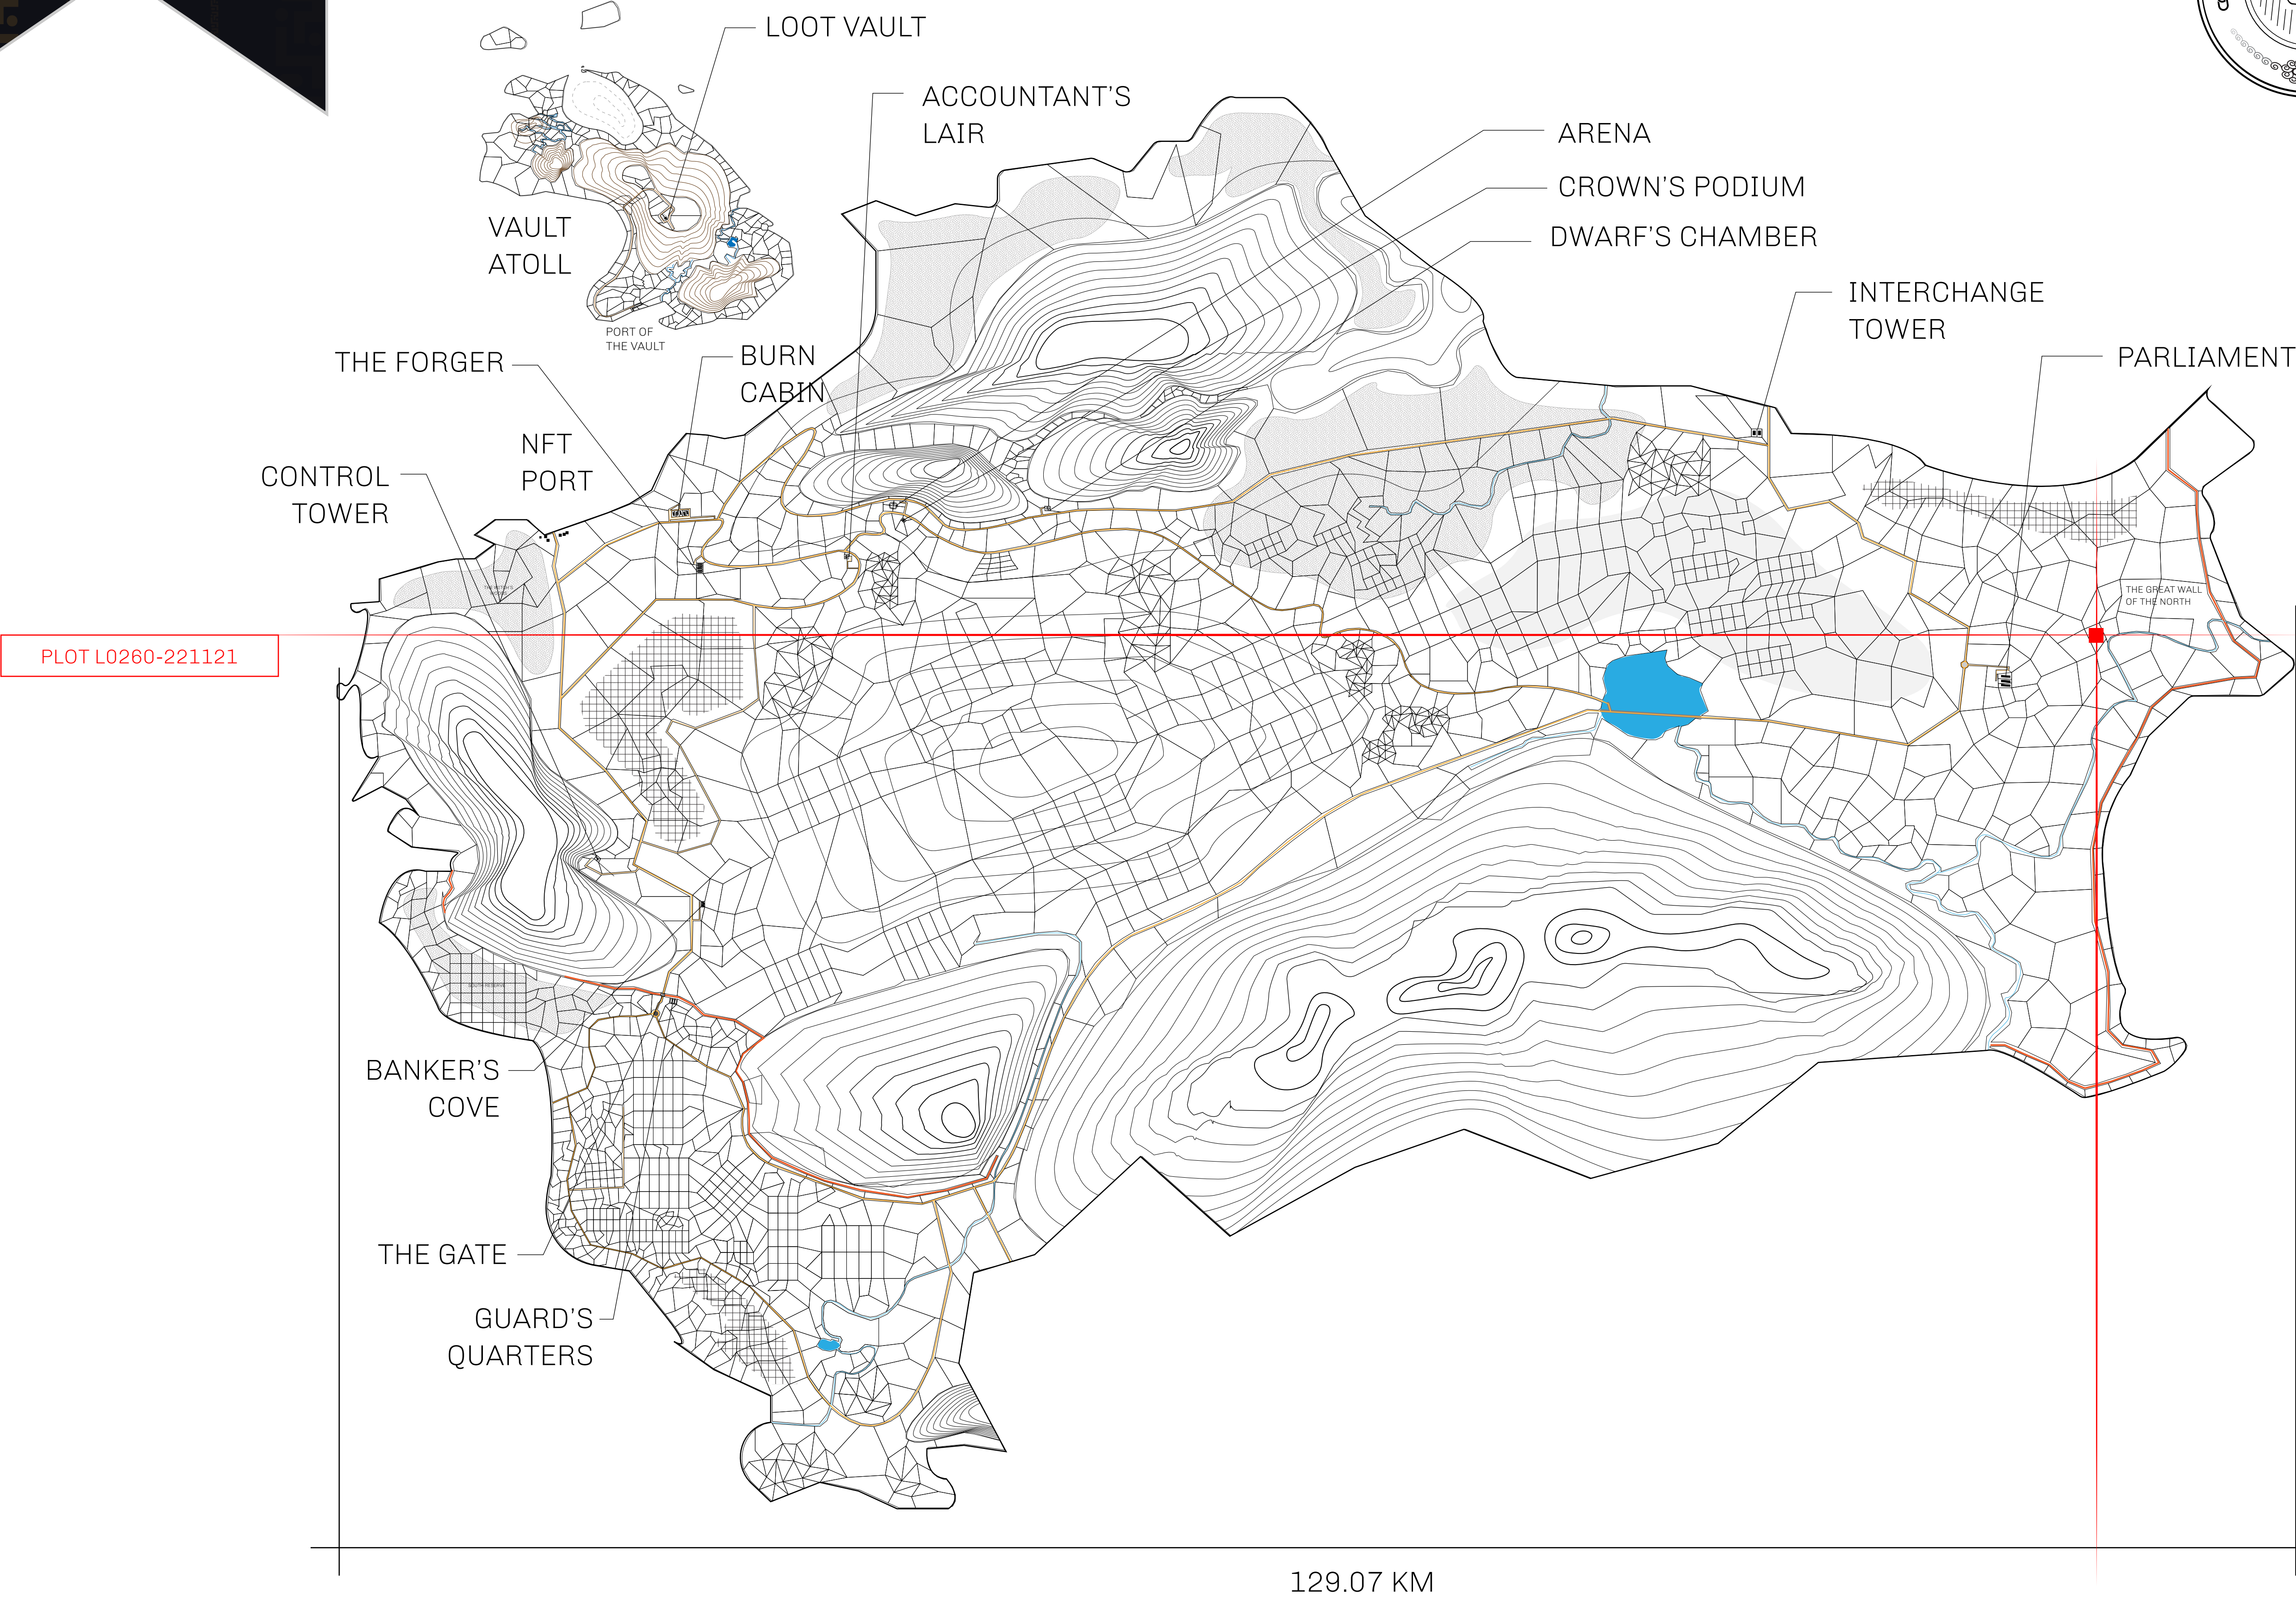 LOOT VAULT
ACCOUNTANT'S
LAIR
ARENA
CROWN'S PODIUM
DWARF'S CHAMBER
VAULT
ATOLL
PORT OF
THE VAULT
INTERCHANGE
TOWER
PARLIAMENT
THE FORGER
BURN
CABIN
NFT
PORT
CONTROL
TOWER
THE GREAT WALL
OF THE NORTH
PLOT L0260-221121
SOUTH RESERVE
BANKER'S
COVE
THE GATE
GUARD'S
QUARTERS
129.07 KM